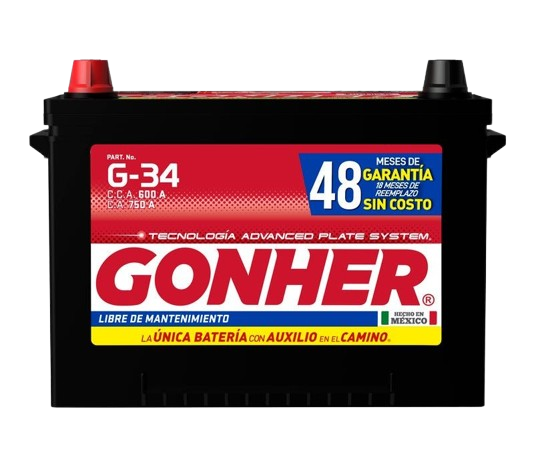 PART. No.
G-34
C.C.A. 600 A
C.A. 750 A
48
MESES DE
GARANTÍA
18 MESES DE
REEMPLAZO
SIN COSTO
TECNOLOGÍA ADVANCED PLATE SYSTEM
GONHER®
LIBRE DE MANTENIMIENTO
HECHO EN
MÉXICO
LA ÚNICA BATERÍA CON AUXILIO EN EL CAMINO